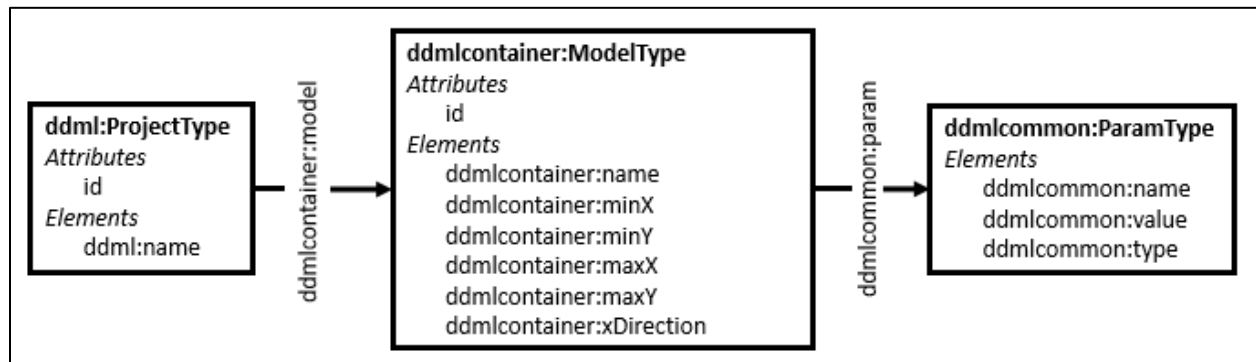 ddml:ProjectType
Attributes
id
Elements
ddml:name
ddmlcontainer:model
ddmlcontainer:ModelType
Attributes
id
Elements
ddmlcontainer:name
ddmlcontainer:minX
ddmlcontainer:minY
ddmlcontainer:maxX
ddmlcontainer:maxY
ddmlcontainer:xDirection
ddmlcommon:param
ddmlcommon:ParamType
Elements
ddmlcommon:name
ddmlcommon:value
ddmlcommon:type